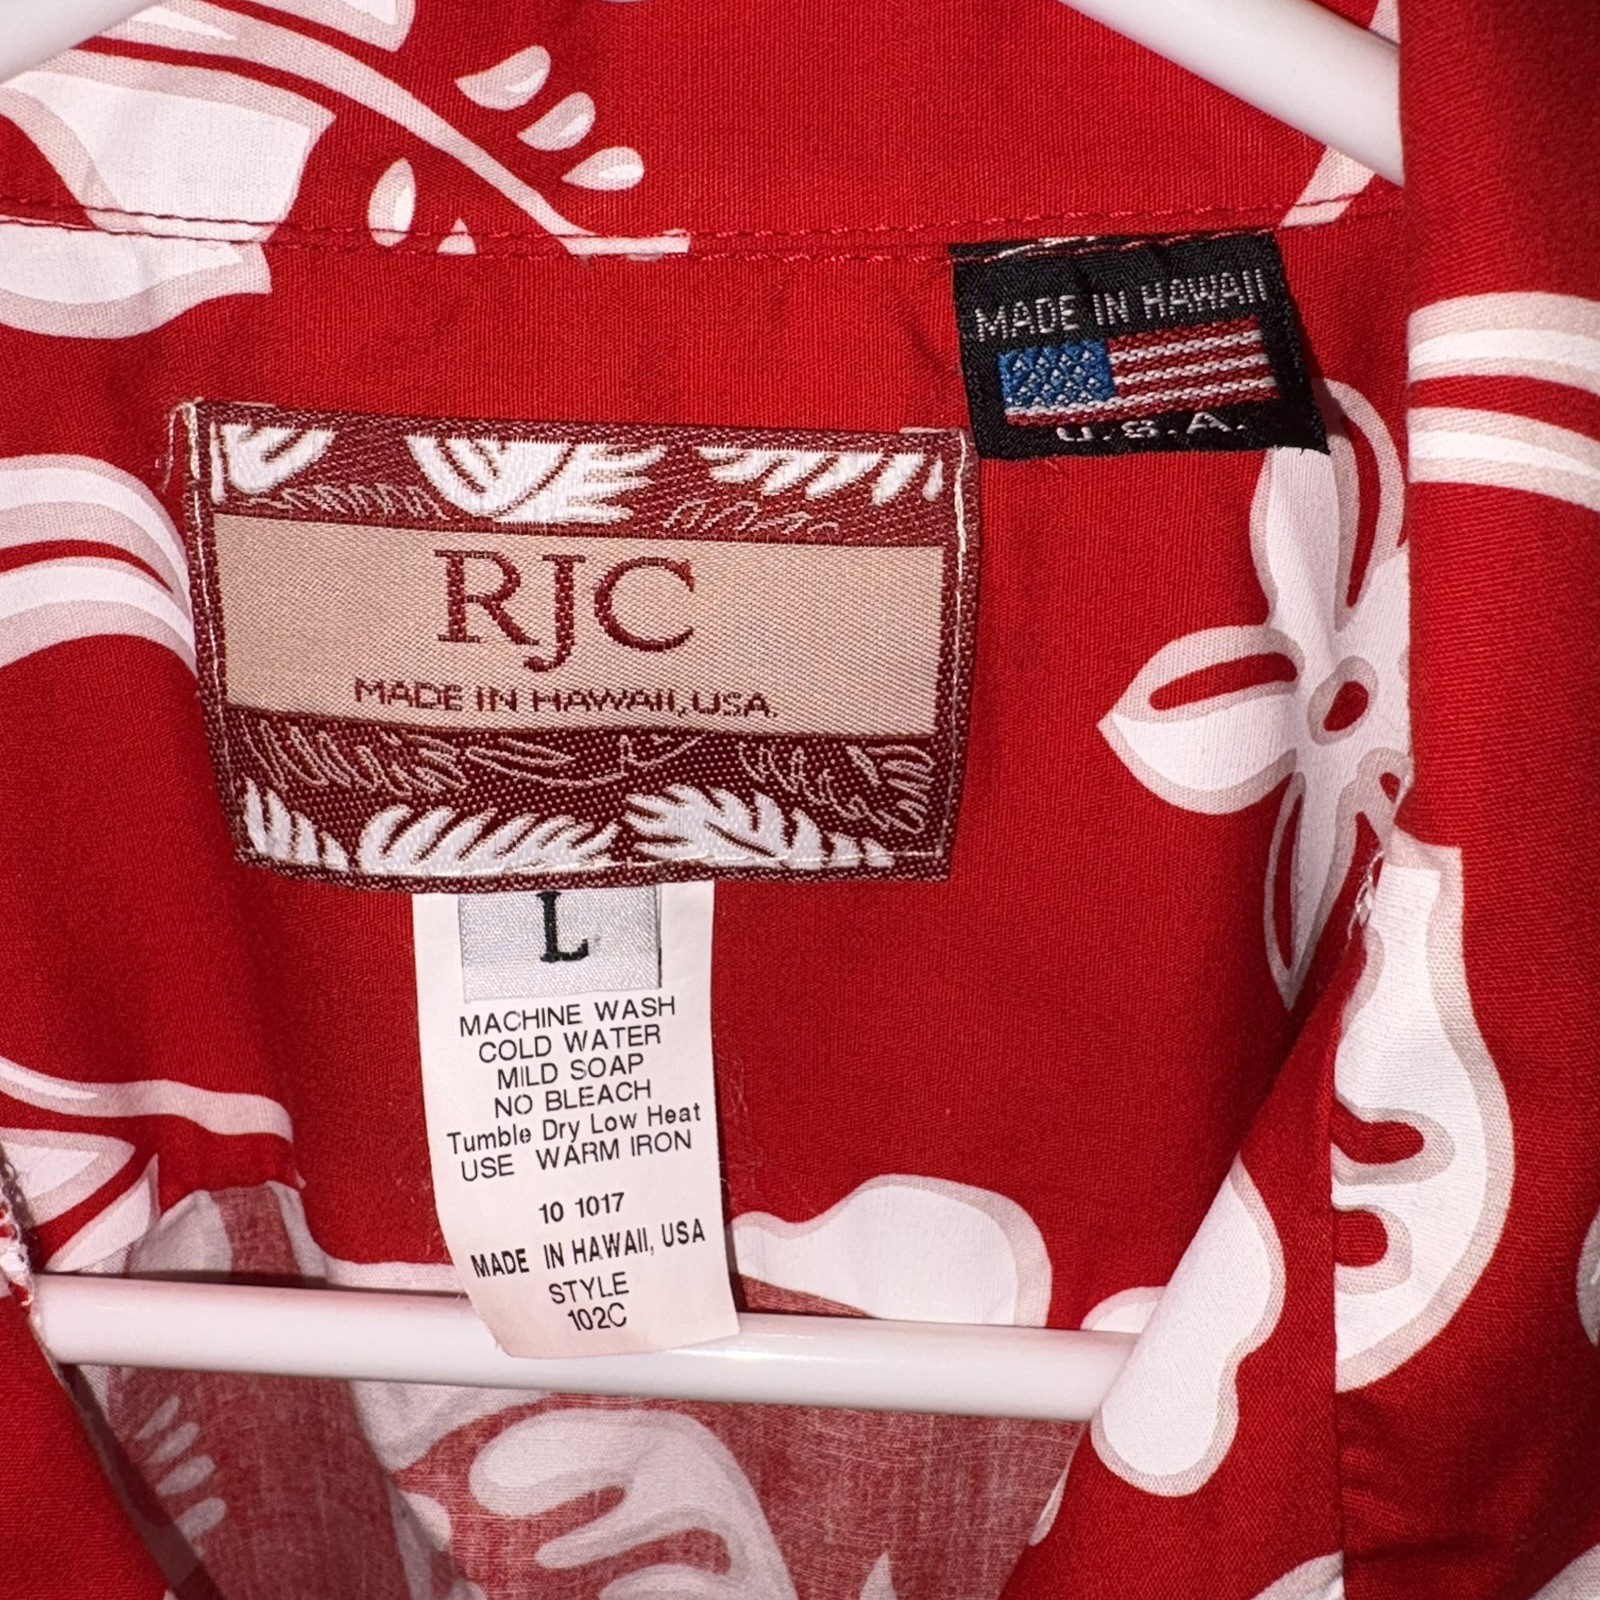 MADE IN HAWAII
U.S.A.
RJC
MADE IN HAWAII, USA.
L
MACHINE WASH
COLD WATER
MILD SOAP
NO BLEACH
Tumble Dry Low Heat
USE WARM IRON
10 1017
MADE IN HAWAII, USA
STYLE
102C